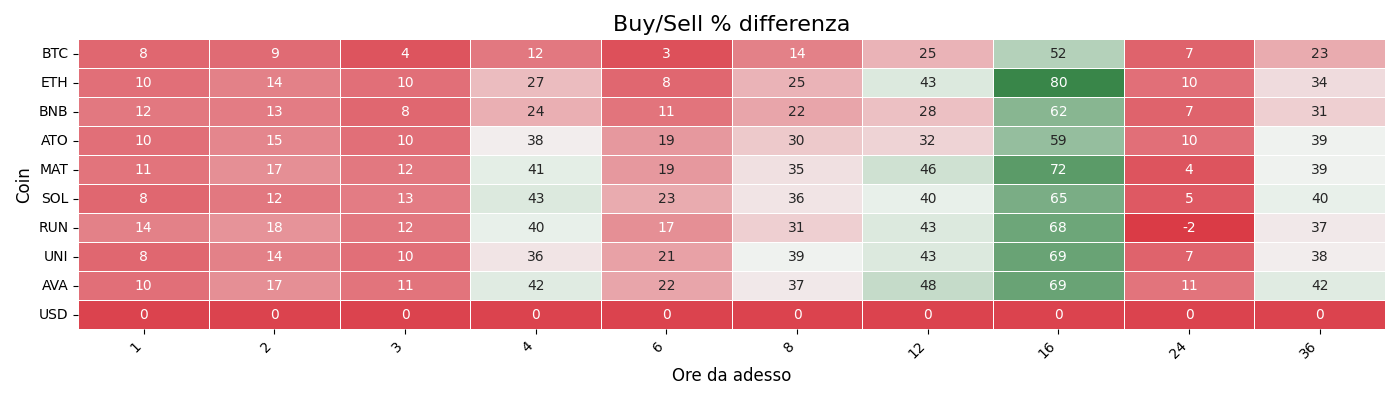 Buy/Sell % differenza
Coin
BTC 8 9 4 12 3 14 25 52 7 23
ETH 10 14 10 27 8 25 43 80 10 34
BNB 12 13 8 24 11 22 28 62 7 31
ATO 10 15 10 38 19 30 32 59 10 39
MAT 11 17 12 41 19 35 46 72 4 39
SOL 8 12 13 43 23 36 40 65 5 40
RUN 14 18 12 40 17 31 43 68 -2 37
UNI 8 14 10 36 21 39 43 69 7 38
AVA 10 17 11 42 22 37 48 69 11 42
USD 0 0 0 0 0 0 0 0 0 0
1 2 3 4 6 8 12 16 24 36
Ore da adesso